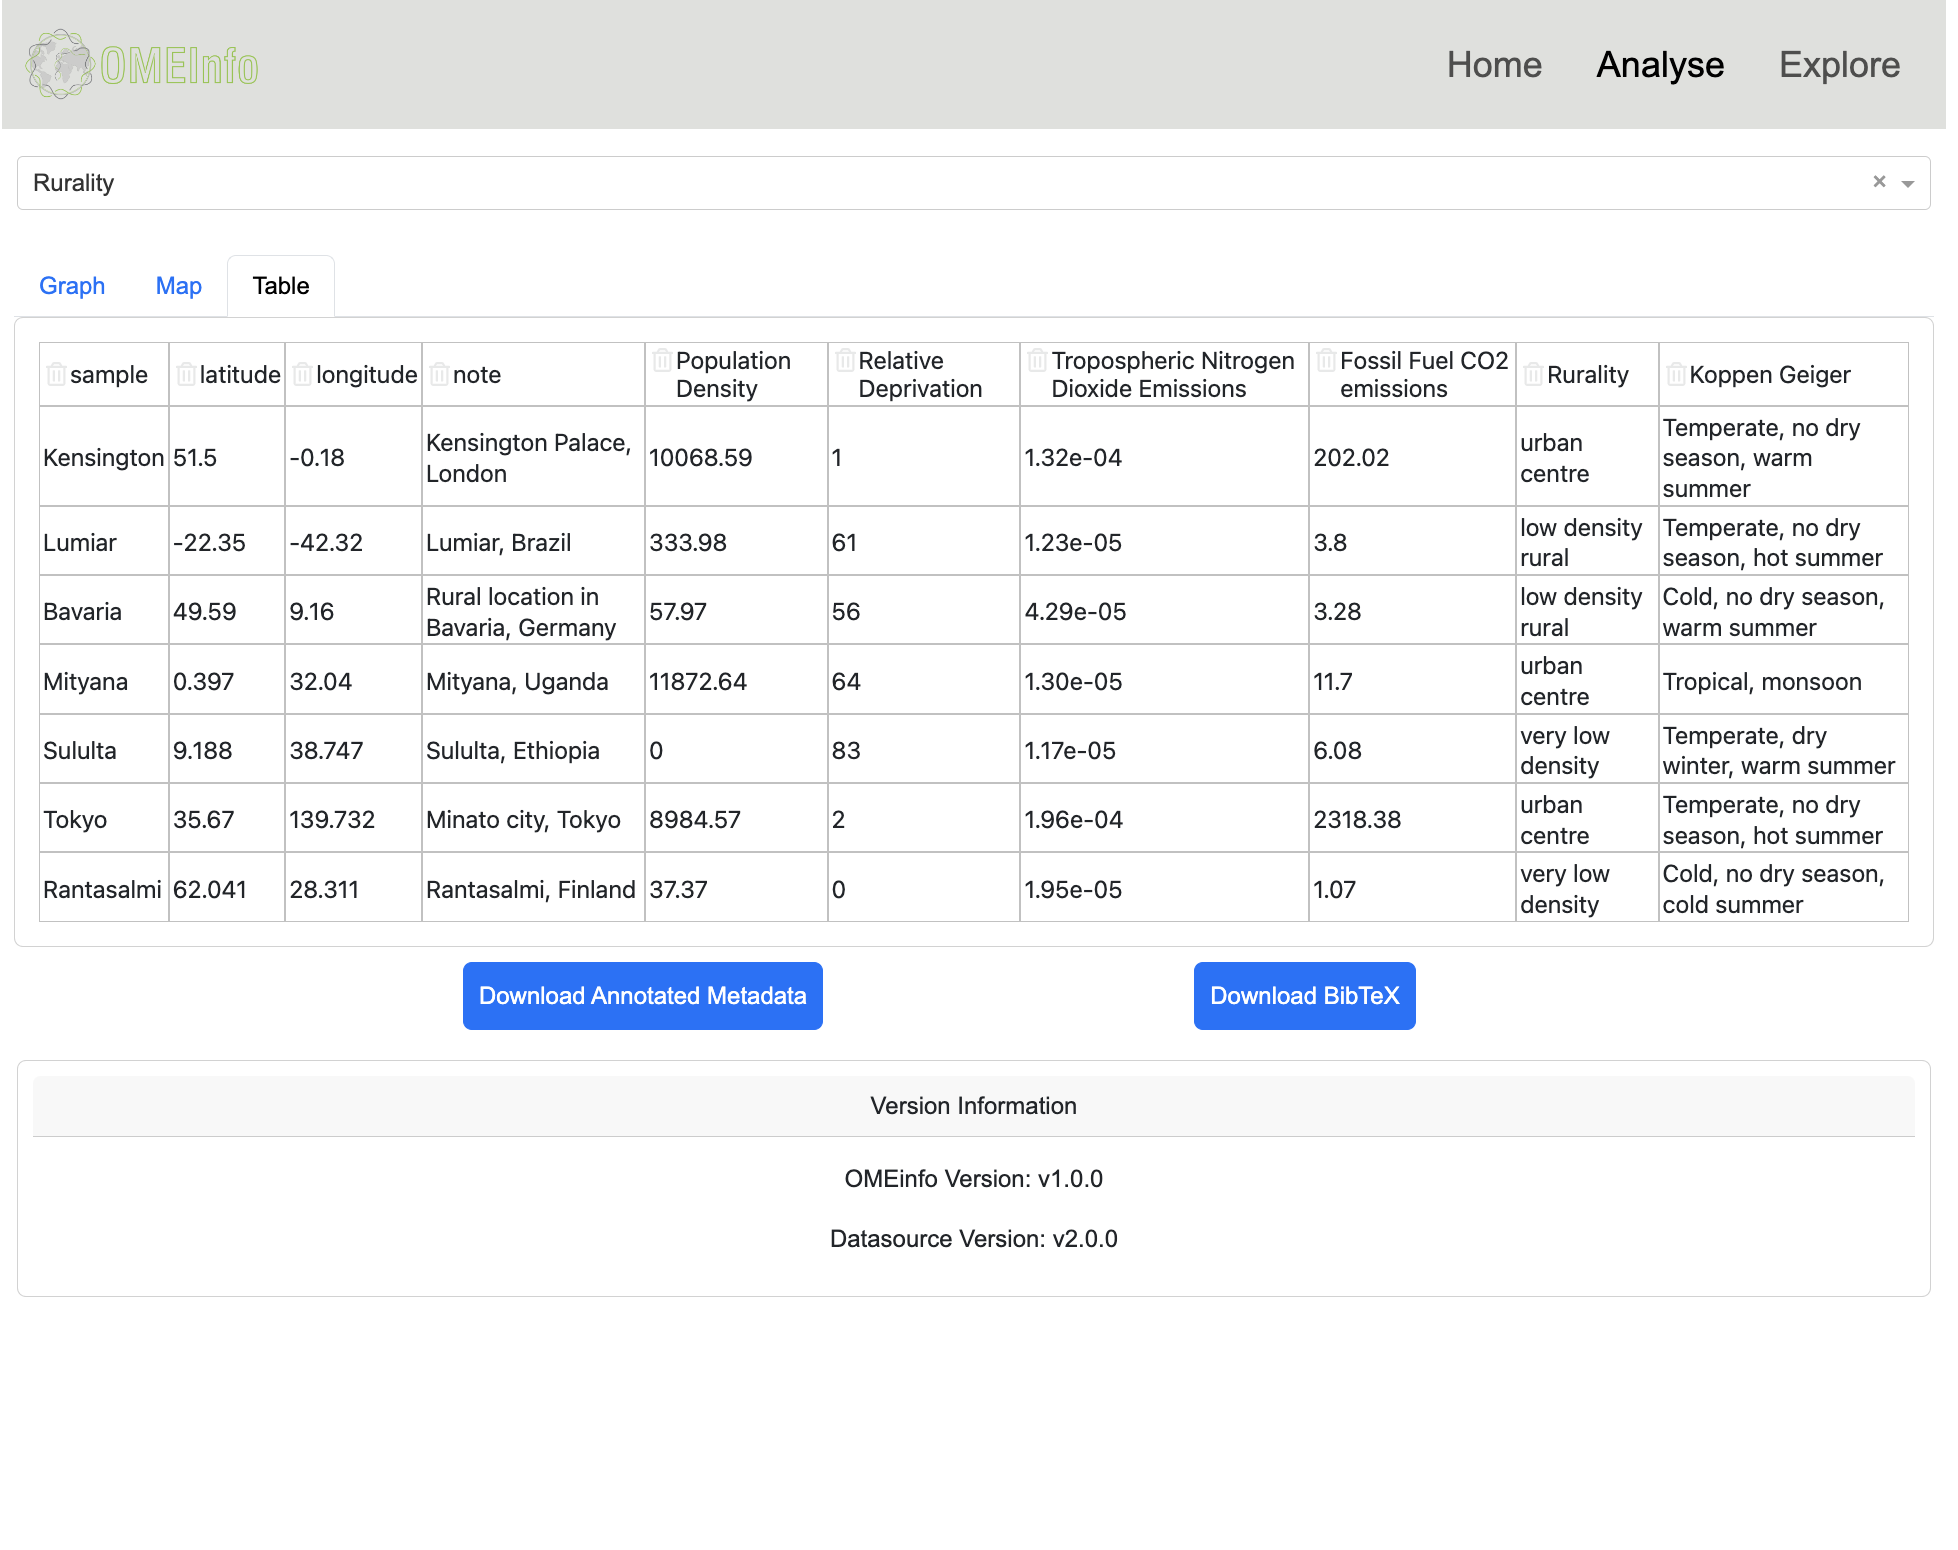 OMEInfo
Home Analyse Explore
Rurality
Graph Map Table
sample latitude longitude note Population Density Relative Deprivation Tropospheric Nitrogen Dioxide Emissions Fossil Fuel CO2 emissions Rurality Koppen Geiger
Kensington 51.5 -0.18 Kensington Palace, London 10068.59 1 1.32e-04 202.02 urban centre Temperate, no dry season, warm summer
Lumiar -22.35 -42.32 Lumiar, Brazil 333.98 61 1.23e-05 3.8 low density rural Temperate, no dry season, hot summer
Bavaria 49.59 9.16 Rural location in Bavaria, Germany 57.97 56 4.29e-05 3.28 low density rural Cold, no dry season, warm summer
Mityana 0.397 32.04 Mityana, Uganda 11872.64 64 1.30e-05 11.7 urban centre Tropical, monsoon
Sululta 9.188 38.747 Sululta, Ethiopia 0 83 1.17e-05 6.08 very low density Temperate, dry winter, warm summer
Tokyo 35.67 139.732 Minato city, Tokyo 8984.57 2 1.96e-04 2318.38 urban centre Temperate, no dry season, hot summer
Rantasalmi 62.041 28.311 Rantasalmi, Finland 37.37 0 1.95e-05 1.07 very low density Cold, no dry season, cold summer
Download Annotated Metadata Download BibTeX
Version Information
OMEinfo Version: v1.0.0
Datasource Version: v2.0.0